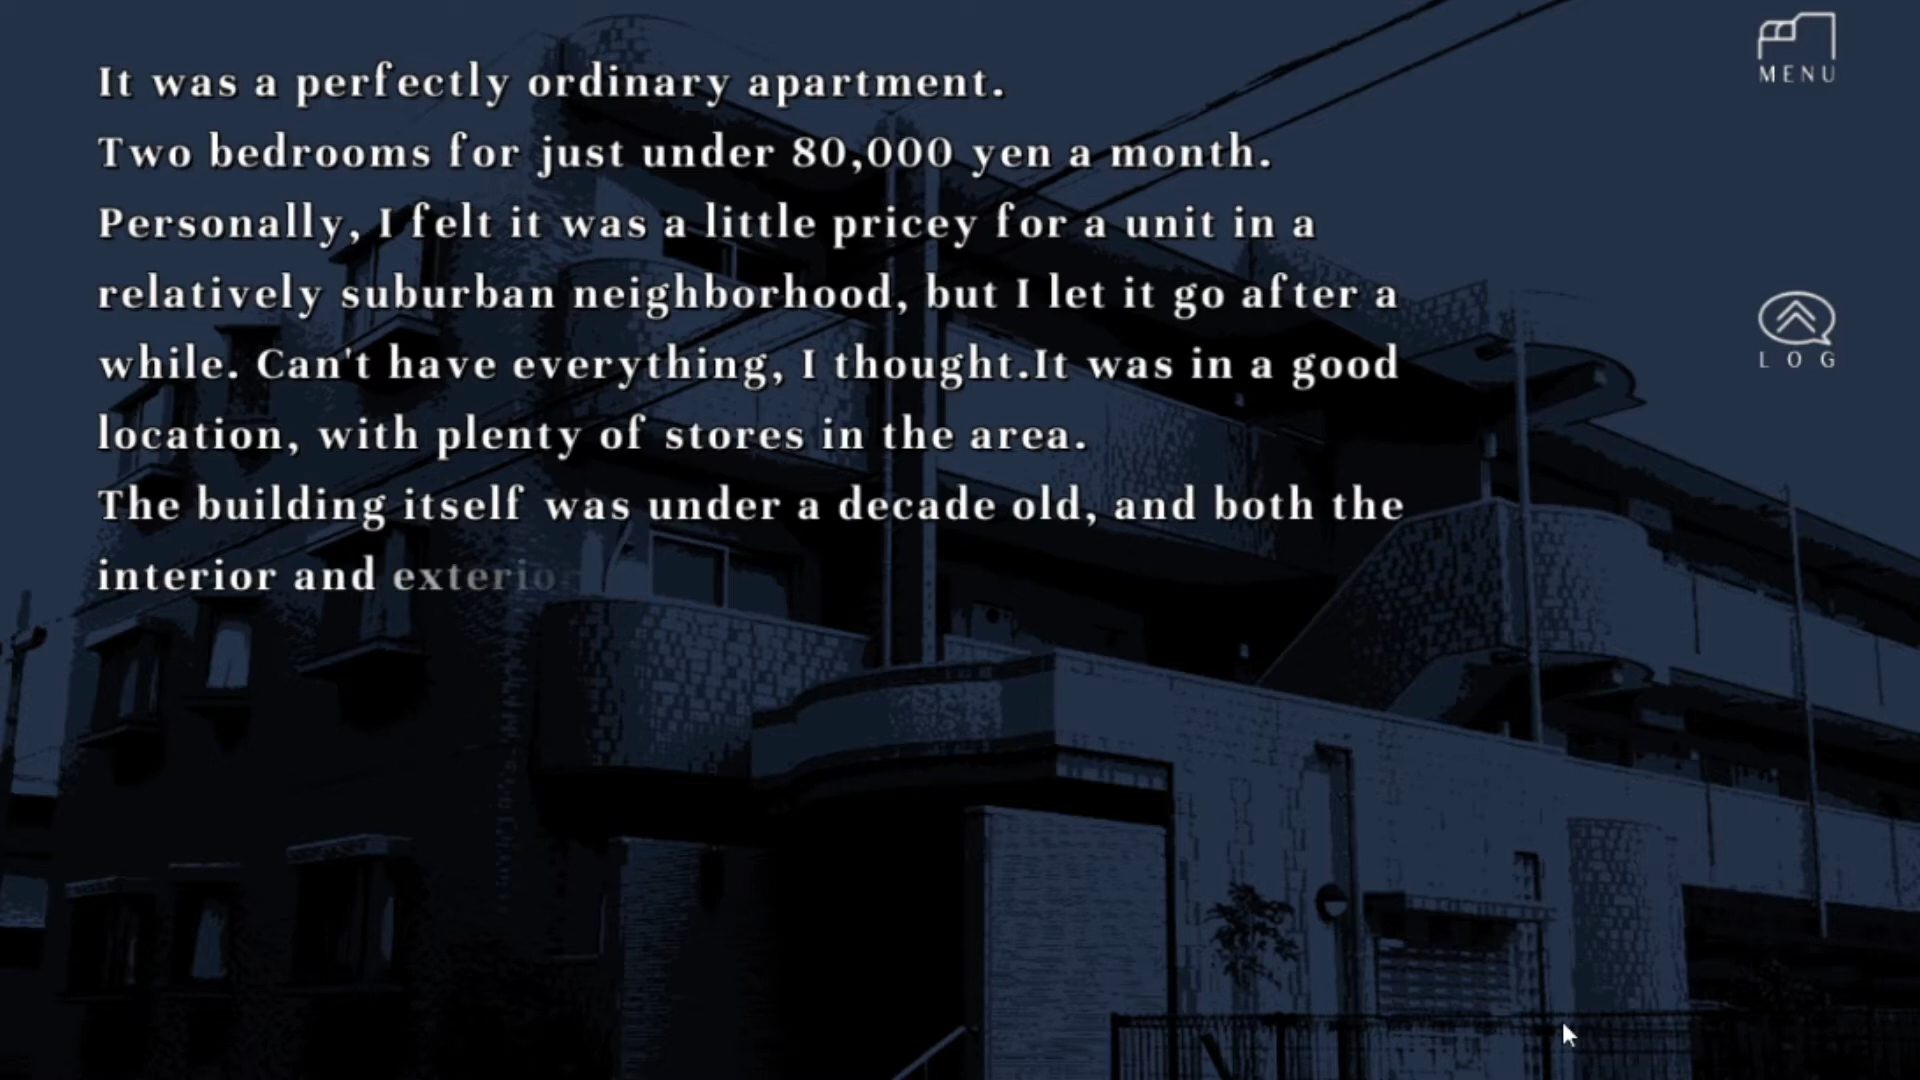 It was a perfectly ordinary apartment.
Two bedrooms for just under 80,000 yen a month.
Personally, I felt it was a little pricey for a unit in a
relatively suburban neighborhood, but I let it go after a
while. Can't have everything, I thought.It was in a good
location, with plenty of stores in the area.
The building itself was under a decade old, and both the
interior and exterio
MENU
LOG